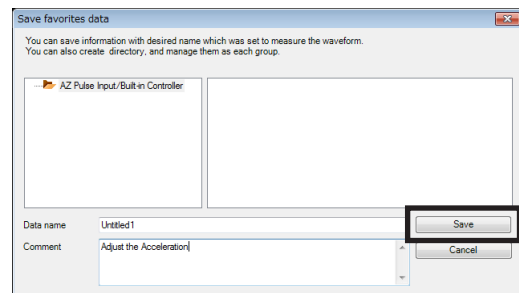 Save favorites data
You can save information with desired name which was set to measure the waveform.
You can also create directory, and manage them as each group.
AZ Pulse Input/Built-in Controller
Data name
Untitled1
Save
Comment
Adjust the Acceleration
Cancel